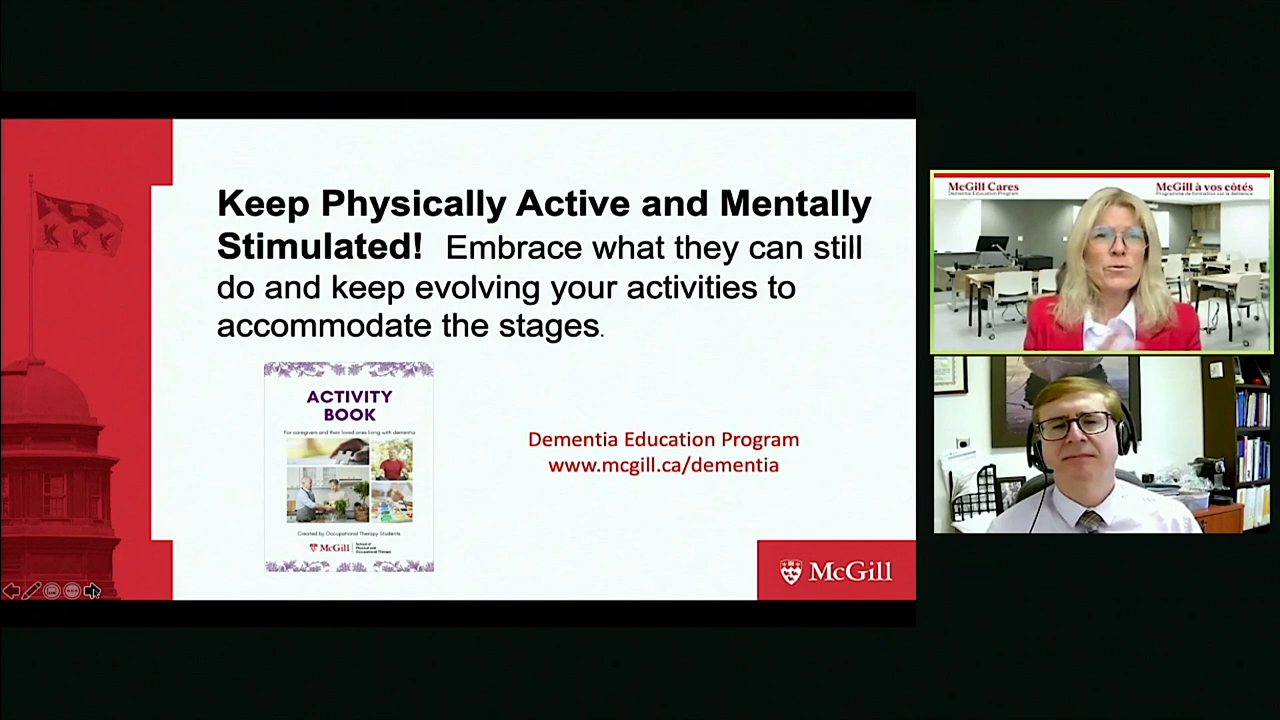 Keep Physically Active and Mentally
Stimulated! Embrace what they can still
do and keep evolving your activities to
accommodate the stages.
ACTIVITY
BOOK
For caregivers and their loved ones living with dementia
Created by Occupational Therapy Students
McGill
School of
Physical and
Occupational Therapy
Dementia Education Program
www.mcgill.ca/dementia
McGill
McGill Cares
Dementia Education Program
McGill à vos côtés
Programme de formation sur la démence